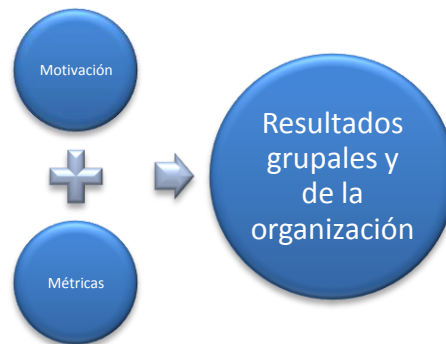 Motivación
Métricas
Resultados
grupales y
de la
organización